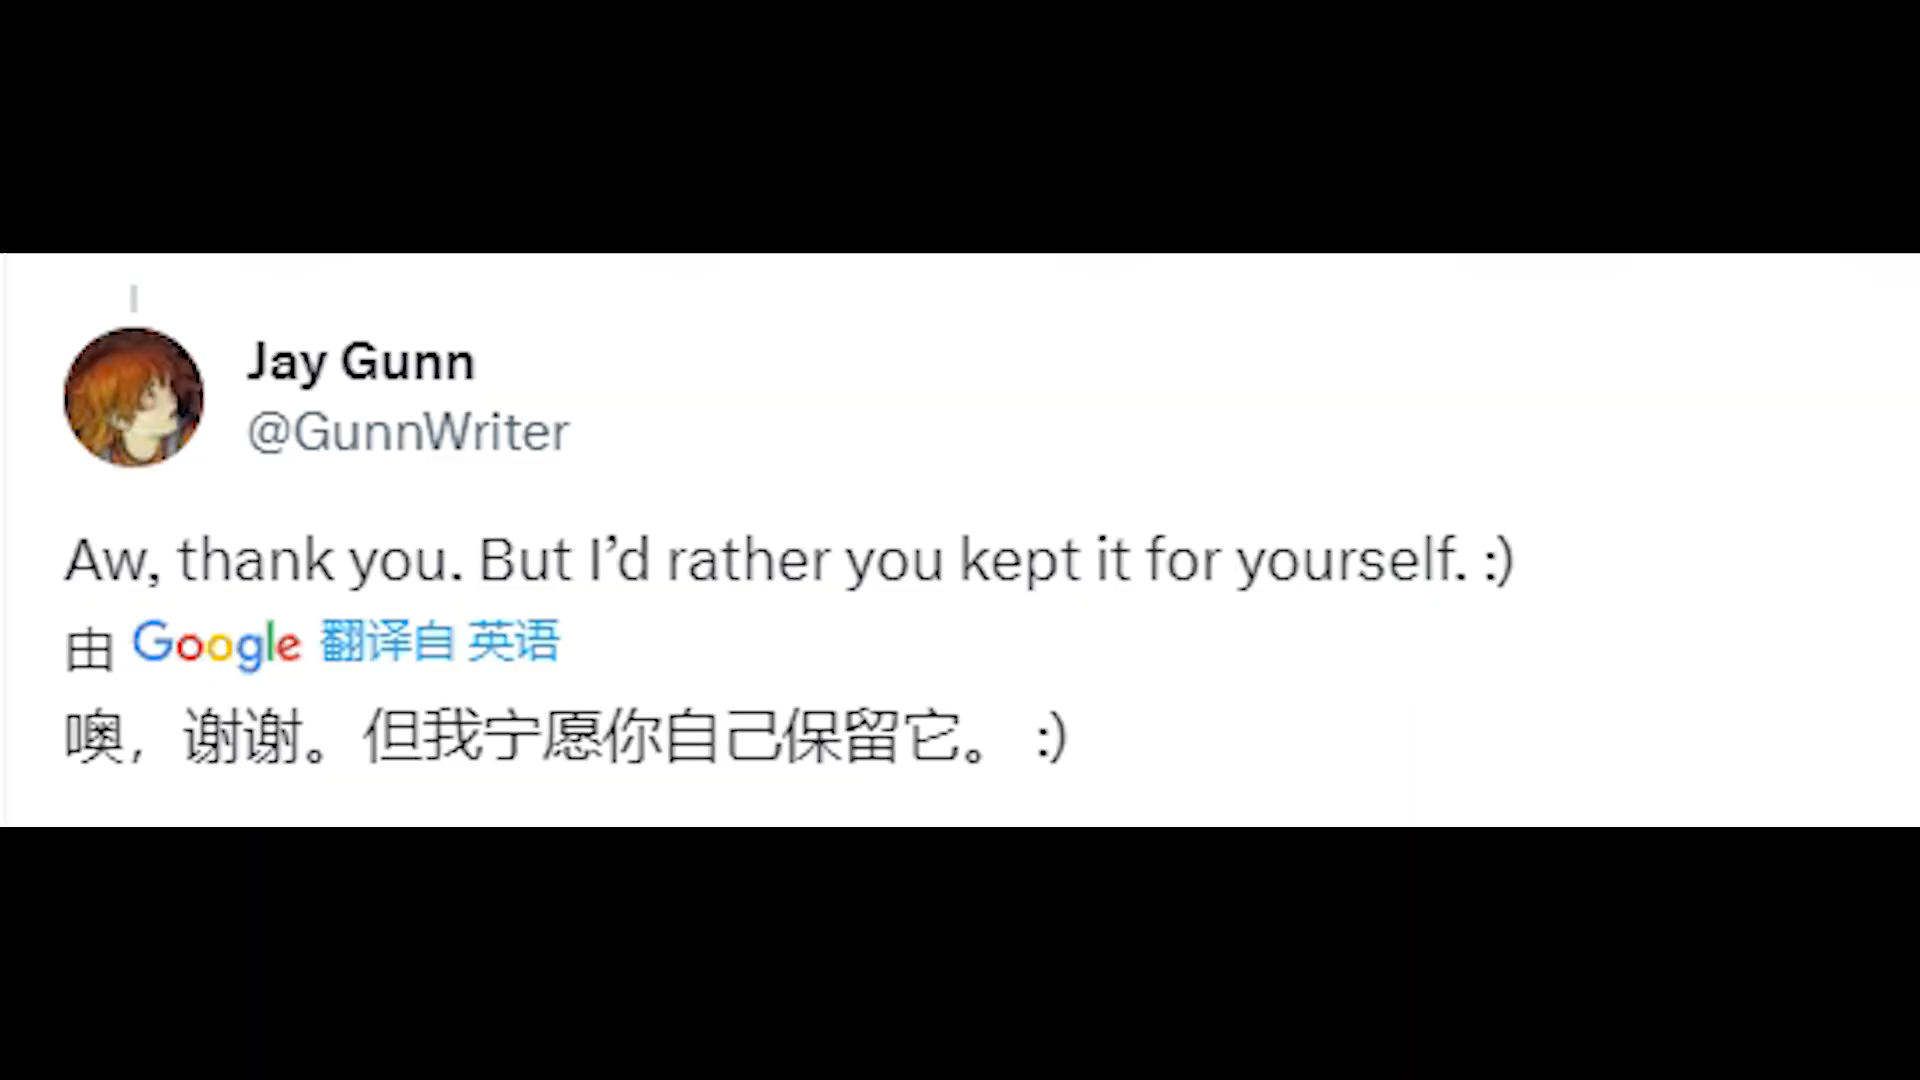 Jay Gunn
@GunnWriter
Aw, thank you. But I’d rather you kept it for yourself. :)
由 Google 翻译自 英语
噢，谢谢。但我宁愿你自己保留它。 :)